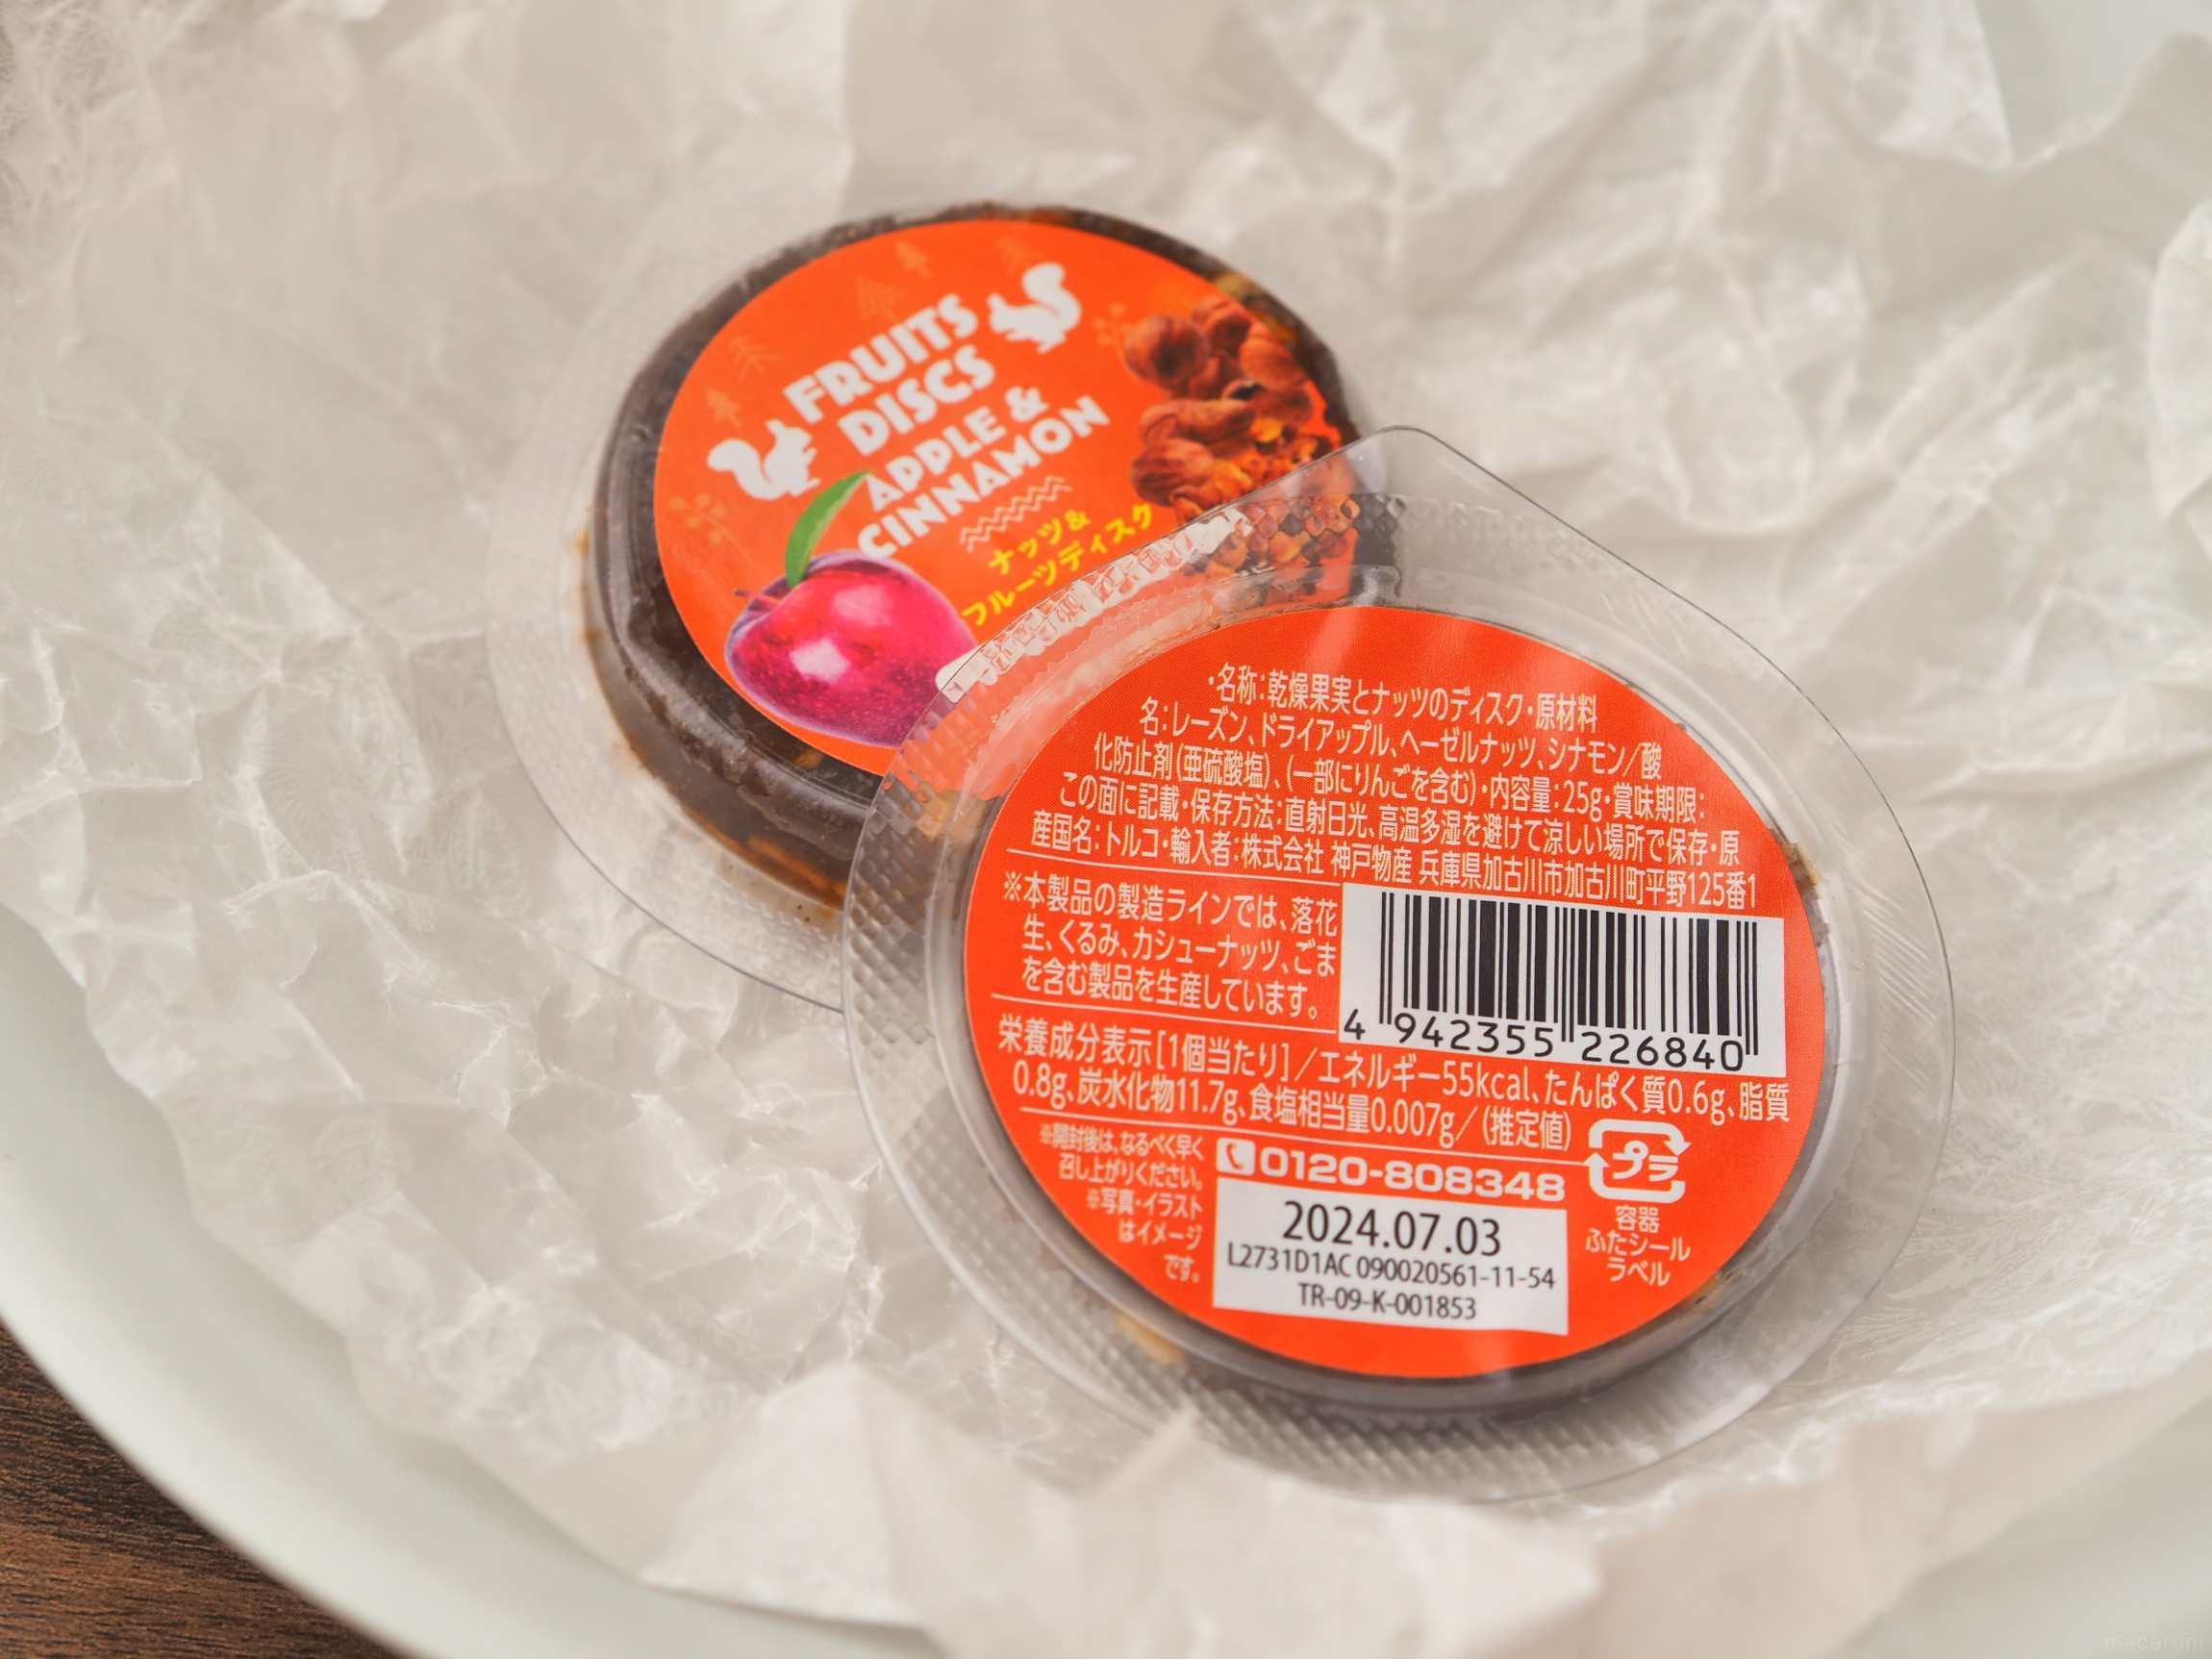 FRUITS
DISCS
APPLE &
CINNAMON
ナッツ&
フルーツディスク
・名称:乾燥果実とナッツのディスク・原材料
名:レーズン、ドライアップル、ヘーゼルナッツ、シナモン/酸
化防止剤(亜硫酸塩)、(一部にりんごを含む)・内容量:25g・賞味期限:
この面に記載・保存方法:直射日光、高温多湿を避けて涼しい場所で保存・原
産国名:トルコ・輸入者:株式会社 神戸物産 兵庫県加古川市加古川町平野125番1
※本製品の製造ラインでは、落花
生、くるみ、カシューナッツ、ごま
を含む製品を生産しています。
4 942355 226840
栄養成分表示[1個当たり]/エネルギー55kcal、たんぱく質0.6g、脂質
0.8g、炭水化物11.7g、食塩相当量0.007g/(推定値)
※開封後は、なるべく早く
召し上がりください。
※写真・イラスト
はイメージ
です。
0120-808348
プラ
容器
ふたシール
ラベル
2024.07.03
L2731D1AC 090020561-11-54
TR-09-K-001853
macaroni